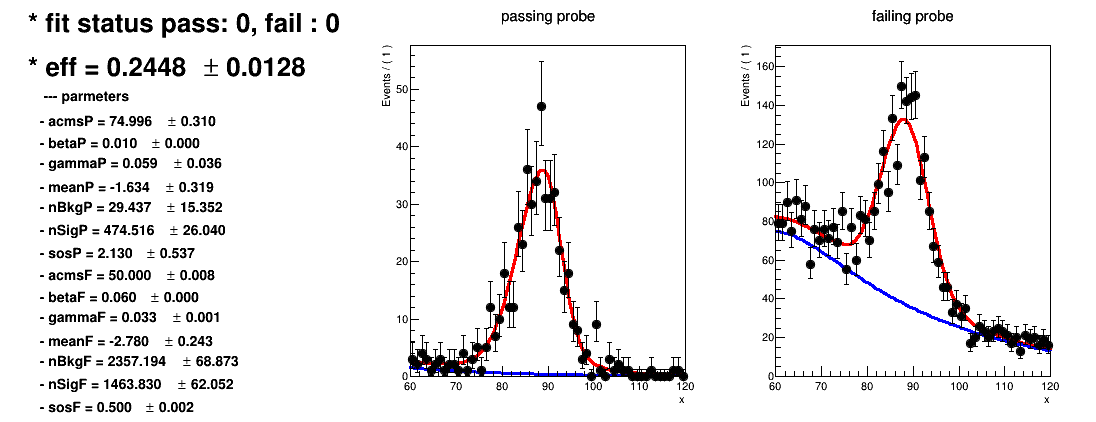 * fit status pass: 0, fail : 0
* eff = 0.2448 ± 0.0128
--- parmeters
- acmsP = 74.996 ± 0.310
- betaP = 0.010 ± 0.000
- gammaP = 0.059 ± 0.036
- meanP = -1.634 ± 0.319
- nBkgP = 29.437 ± 15.352
- nSigP = 474.516 ± 26.040
- sosP = 2.130 ± 0.537
- acmsF = 50.000 ± 0.008
- betaF = 0.060 ± 0.000
- gammaF = 0.033 ± 0.001
- meanF = -2.780 ± 0.243
- nBkgF = 2357.194 ± 68.873
- nSigF = 1463.830 ± 62.052
- sosF = 0.500 ± 0.002
passing probe
Events / ( 1 )
50
40
30
20
10
0
60 70 80 90 100 110 120
x
failing probe
Events / ( 1 )
160
140
120
100
80
60
40
20
0
60 70 80 90 100 110 120
x